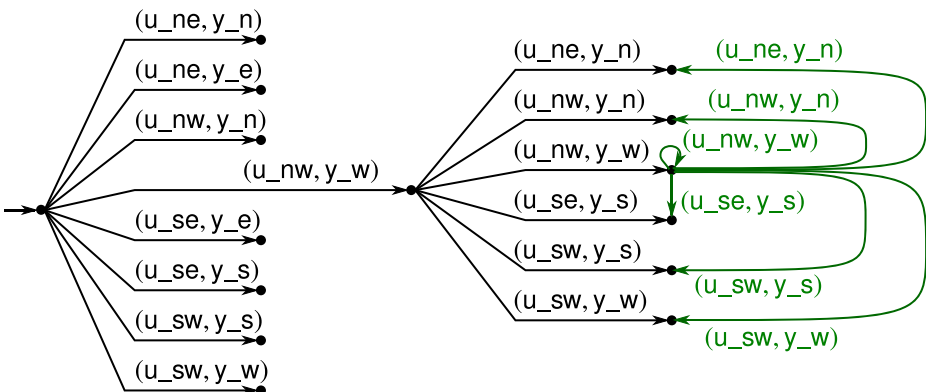 (u_ne, y_n)
(u_ne, y_e)
(u_nw, y_n)
(u_nw, y_w)
(u_se, y_e)
(u_se, y_s)
(u_sw, y_s)
(u_sw, y_w)
(u_ne, y_n)
(u_nw, y_n)
(u_nw, y_w)
(u_se, y_s)
(u_sw, y_s)
(u_sw, y_w)
(u_ne, y_n)
(u_nw, y_n)
(u_nw, y_w)
(u_se, y_s)
(u_sw, y_s)
(u_sw, y_w)